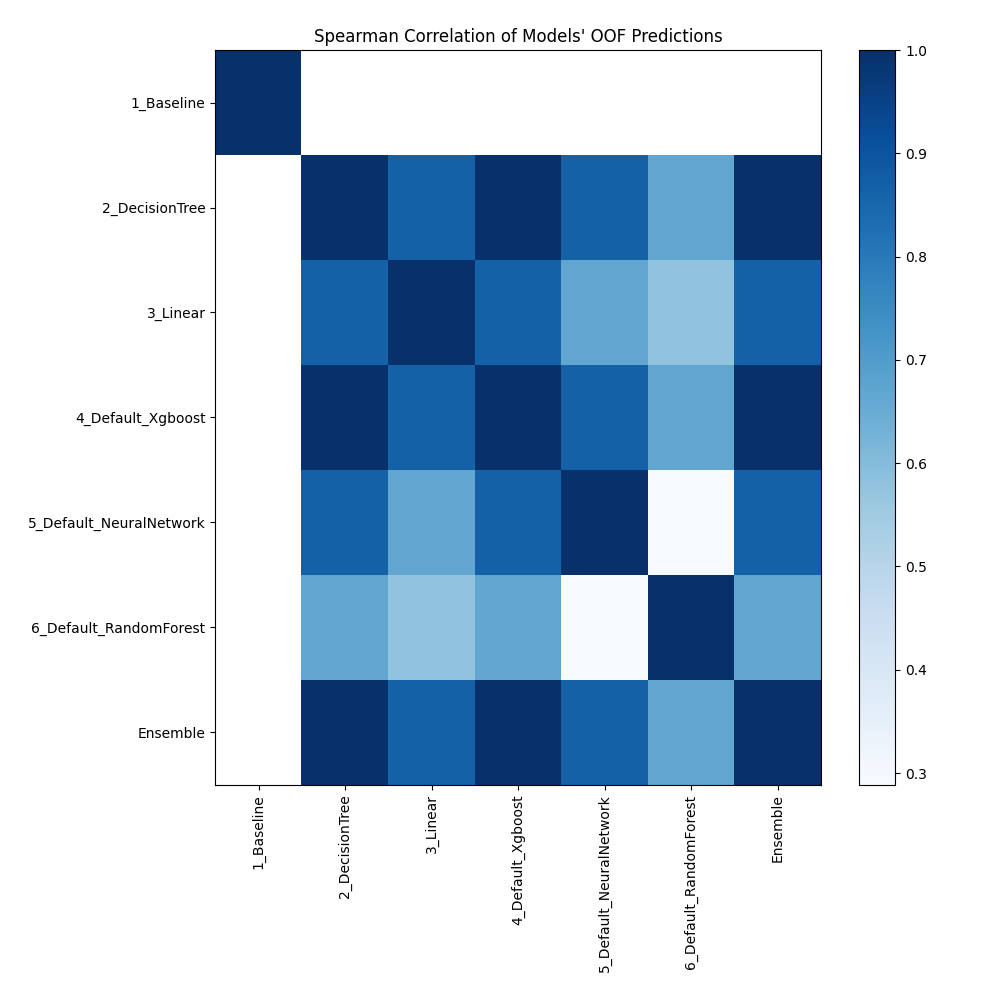 Spearman Correlation of Models' OOF Predictions
1_Baseline
2_DecisionTree
3_Linear
4_Default_Xgboost
5_Default_NeuralNetwork
6_Default_RandomForest
Ensemble
1_Baseline
2_DecisionTree
3_Linear
4_Default_Xgboost
5_Default_NeuralNetwork
6_Default_RandomForest
Ensemble
1.0
0.9
0.8
0.7
0.6
0.5
0.4
0.3